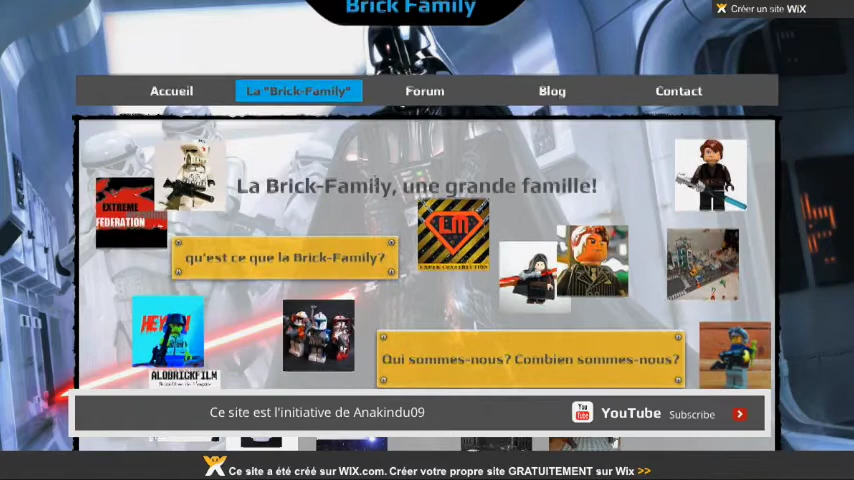 Brick Family
Créer un site WiX
Accueil
La "Brick-Family"
Forum
Blog
Contact
La Brick-Family, une grande famille!
EXTREME
FEDERATION
EM
qu'est ce que la Brick-Family?
Qui sommes-nous? Combien sommes-nous?
ALOBRICKFILM
Ce site est l'initiative de Anakindu09
You
Tube
YouTube
Subscribe
Ce site a été créé sur WIX.com. Créer votre propre site GRATUITEMENT sur Wix >>